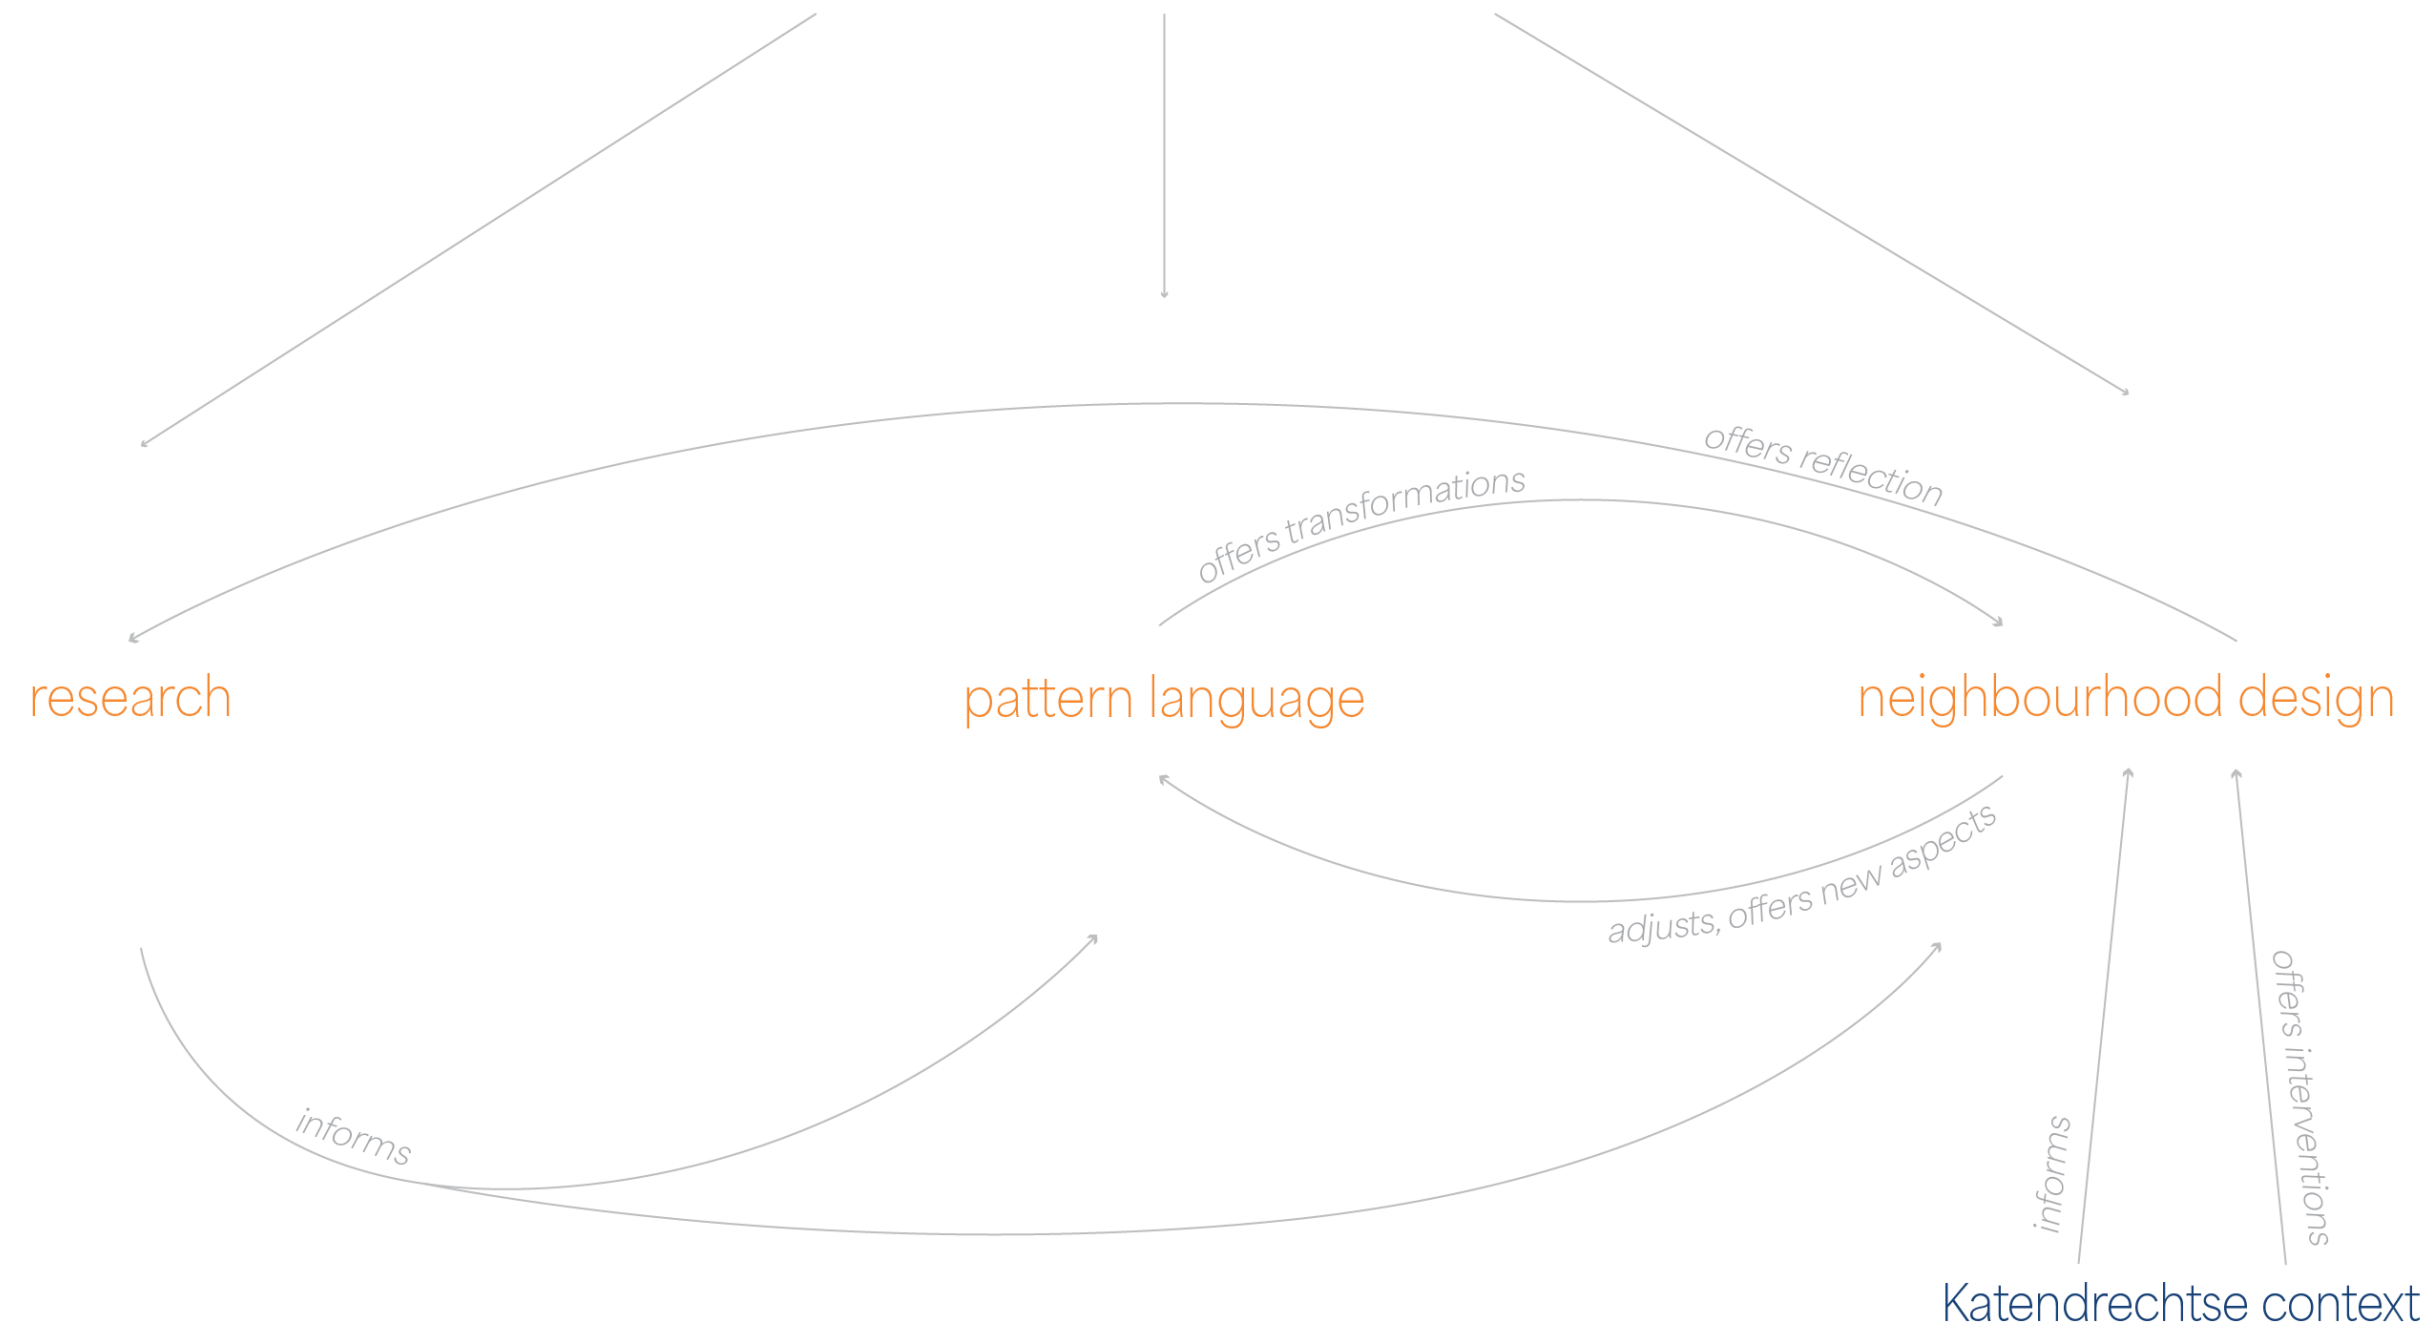 offers reflection
offers transformations
research
pattern language
neighbourhood design
adjusts, offers new aspects
informs
informs
offers interventions
Katendrechtse context